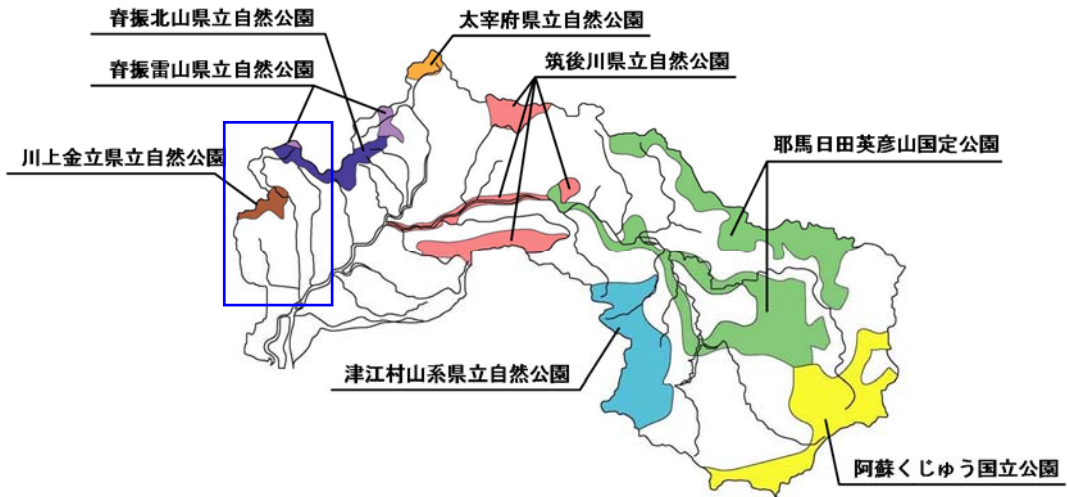 脊振北山県立自然公園
太宰府県立自然公園
脊振雷山県立自然公園
筑後川県立自然公園
川上金立県立自然公園
耶馬日田英彦山国定公園
津江村山系県立自然公園
阿蘇くじゅう国立公園